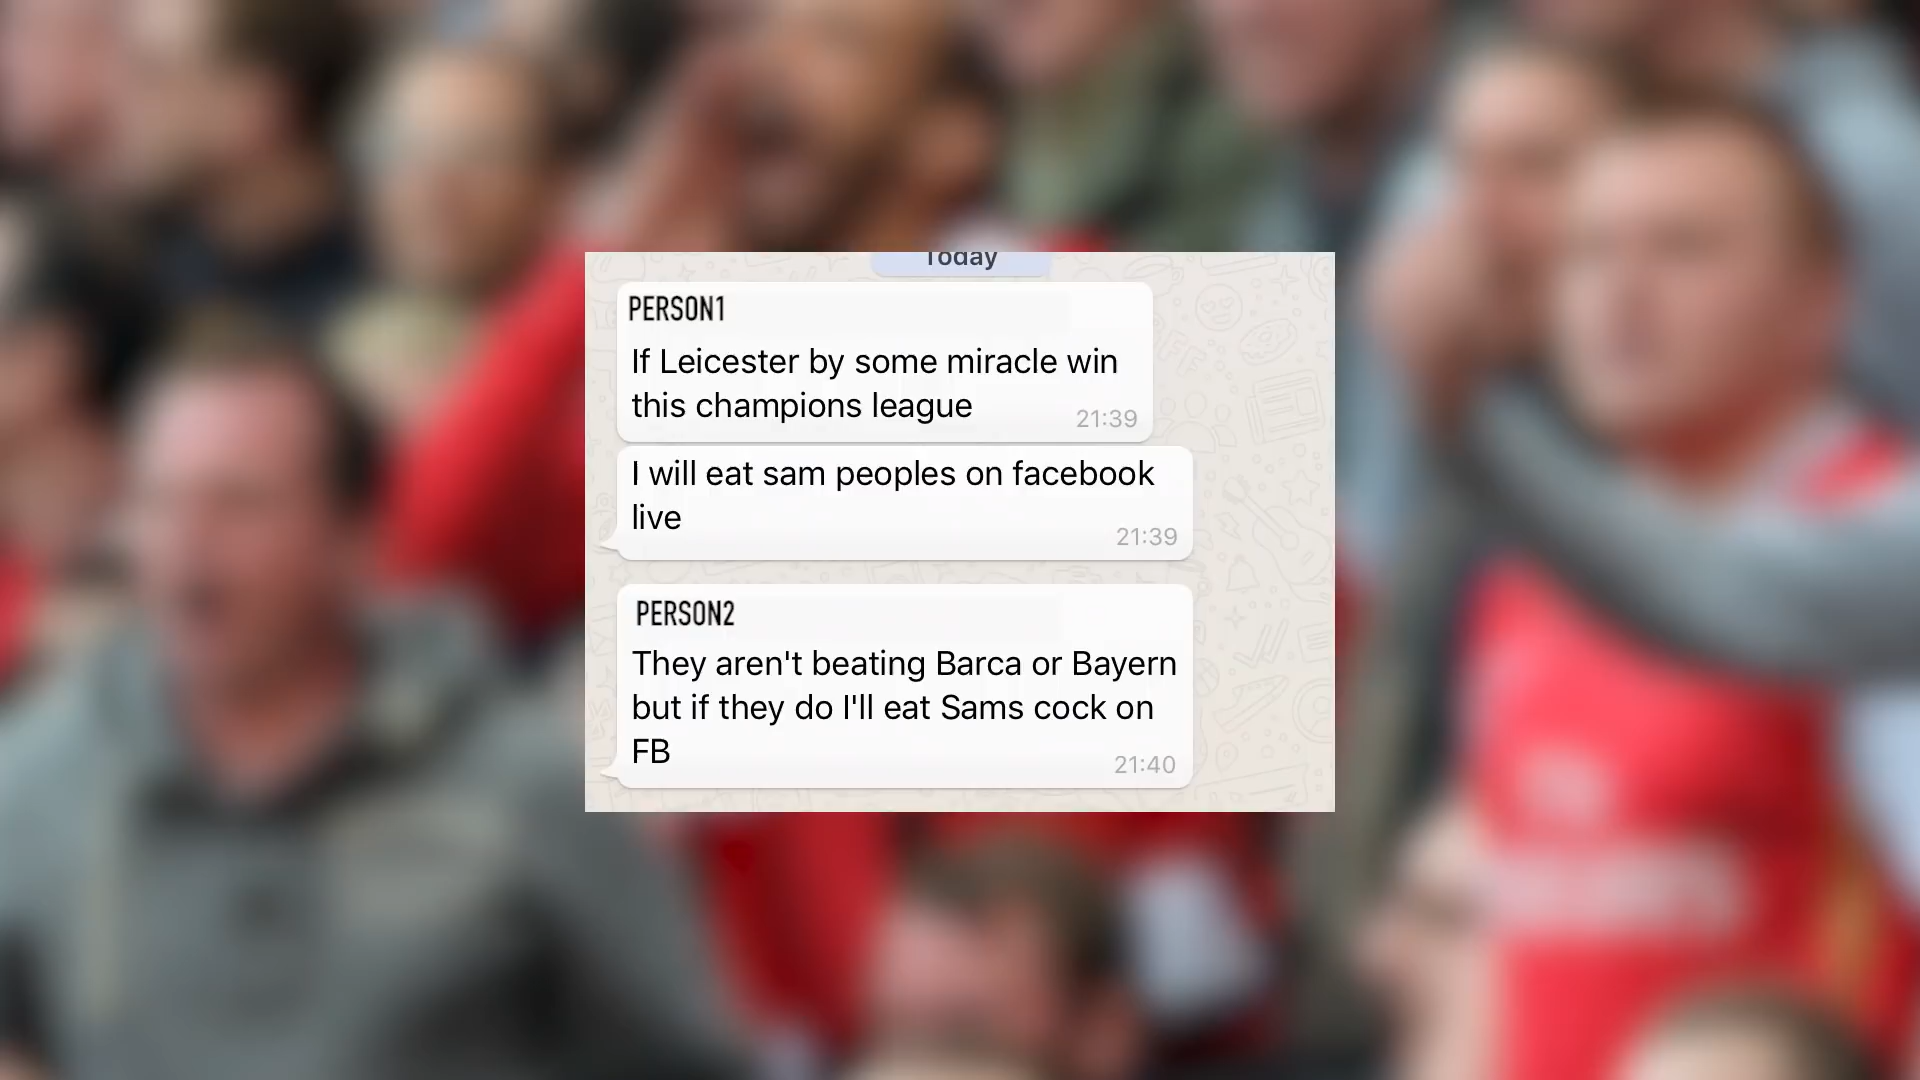 Today
PERSON1
If Leicester by some miracle win
this champions league
21:39
I will eat sam peoples on facebook
live
21:39
PERSON2
They aren't beating Barca or Bayern
but if they do I'll eat Sams cock on
FB
21:40